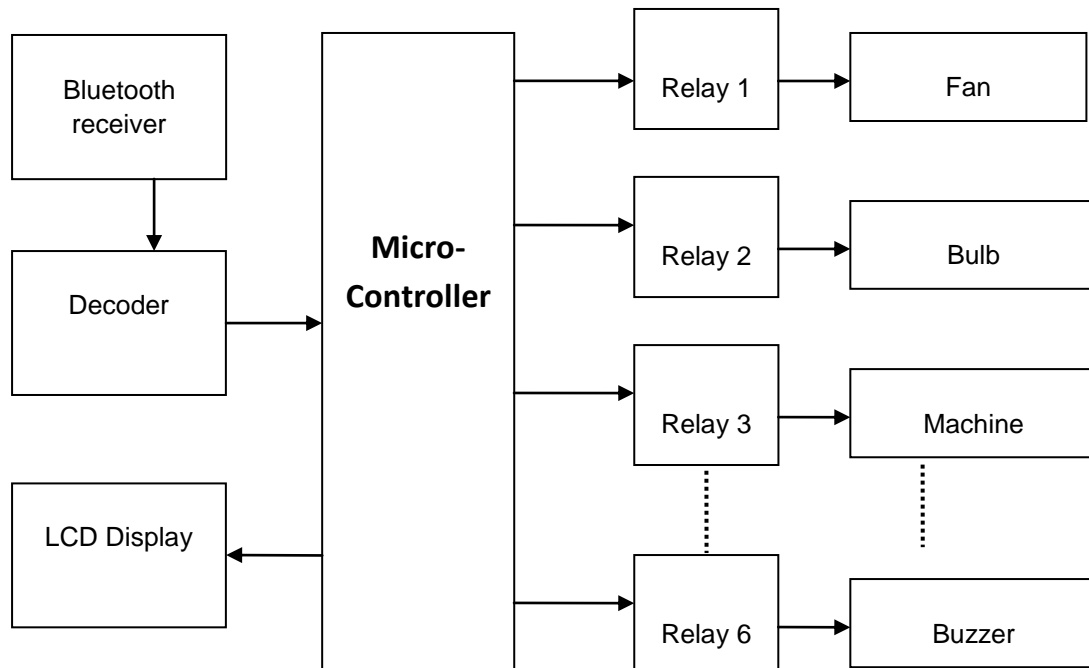 Bluetooth
receiver
Decoder
LCD Display
Micro-
Controller
Relay 1
Fan
Relay 2
Bulb
Relay 3
Machine
Relay 6
Buzzer